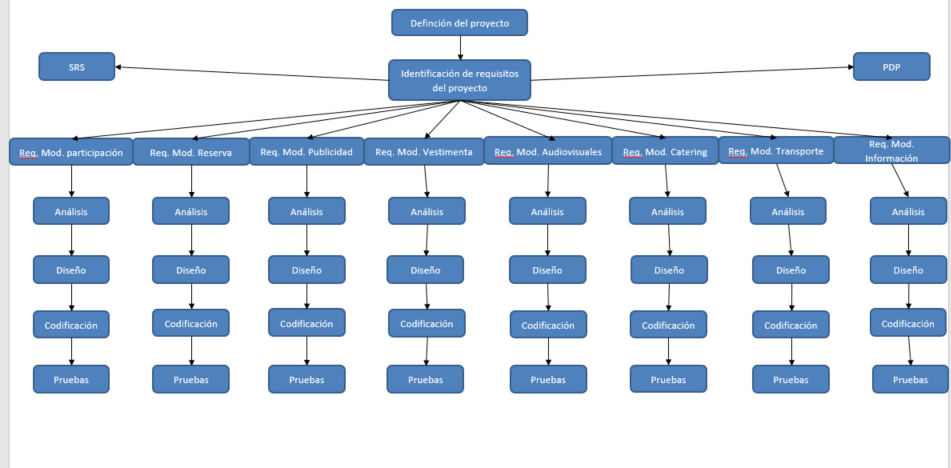 Definción del proyecto
SRS
Identificación de requisitos
del proyecto
PDP
Req. Mod. participación
Req. Mod. Reserva
Req. Mod. Publicidad
Req. Mod. Vestimenta
Req. Mod. Audiovisuales
Req. Mod. Catering
Req. Mod. Transporte
Req. Mod.
Información
Análisis
Análisis
Análisis
Análisis
Análisis
Análisis
Análisis
Análisis
Diseño
Diseño
Diseño
Diseño
Diseño
Diseño
Diseño
Diseño
Codificación
Codificación
Codificación
Codificación
Codificación
Codificación
Codificación
Codificación
Pruebas
Pruebas
Pruebas
Pruebas
Pruebas
Pruebas
Pruebas
Pruebas